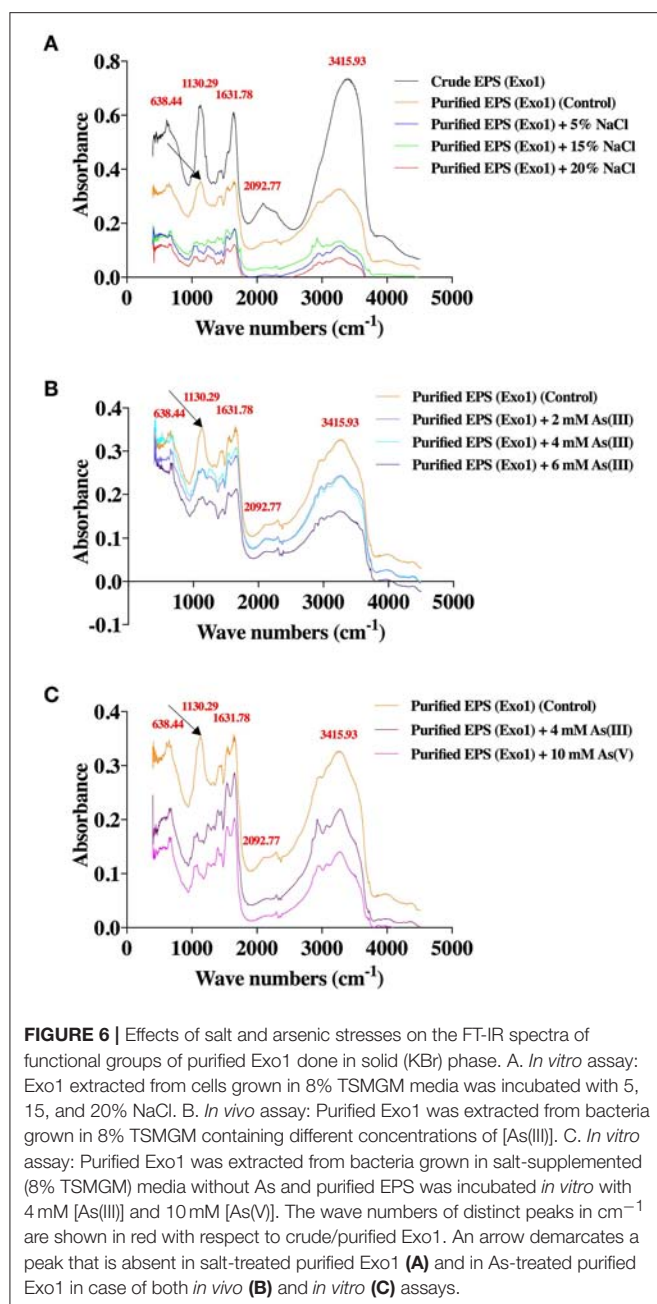 A
3415.93
1130.29
1631.78
638.44
2092.77
Crude EPS (Exo1)
Purified EPS (Exo1) (Control)
Purified EPS (Exo1) + 5% NaCl
Purified EPS (Exo1) + 15% NaCl
Purified EPS (Exo1) + 20% NaCl
Absorbance
0.8
0.6
0.4
0.2
0.0
0 1000 2000 3000 4000 5000
Wave numbers (cm⁻¹)
B
1130.29
638.44
1631.78
3415.93
2092.77
Purified EPS (Exo1) (Control)
Purified EPS (Exo1) + 2 mM As(III)
Purified EPS (Exo1) + 4 mM As(III)
Purified EPS (Exo1) + 6 mM As(III)
Absorbance
0.4
0.3
0.2
0.1
0.0
-0.1
1000 2000 3000 4000 5000
Wave numbers (cm⁻¹)
C
1130.29
638.44
1631.78
3415.93
2092.77
Purified EPS (Exo1) (Control)
Purified EPS (Exo1) + 4 mM As(III)
Purified EPS (Exo1) + 10 mM As(V)
Absorbance
0.4
0.3
0.2
0.1
0.0
0 1000 2000 3000 4000 5000
Wave numbers (cm⁻¹)
FIGURE 6 | Effects of salt and arsenic stresses on the FT-IR spectra of
functional groups of purified Exo1 done in solid (KBr) phase. A. In vitro assay:
Exo1 extracted from cells grown in 8% TSMGM media was incubated with 5,
15, and 20% NaCl. B. In vivo assay: Purified Exo1 was extracted from bacteria
grown in 8% TSMGM containing different concentrations of [As(III)]. C. In vitro
assay: Purified Exo1 was extracted from bacteria grown in salt-supplemented
(8% TSMGM) media without As and purified EPS was incubated in vitro with
4 mM [As(III)] and 10 mM [As(V)]. The wave numbers of distinct peaks in cm⁻¹
are shown in red with respect to crude/purified Exo1. An arrow demarcates a
peak that is absent in salt-treated purified Exo1 (A) and in As-treated purified
Exo1 in case of both in vivo (B) and in vitro (C) assays.